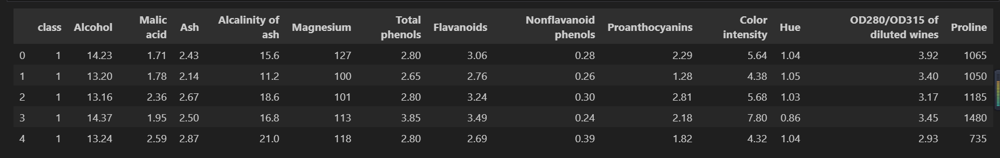 class Alcohol Malic acid Ash Alcalinity of ash Magnesium Total phenols Flavanoids Nonflavanoid phenols Proanthocyanins Color intensity Hue OD280/OD315 of diluted wines Proline
0 1 14.23 1.71 2.43 15.6 127 2.80 3.06 0.28 2.29 5.64 1.04 3.92 1065
1 1 13.20 1.78 2.14 11.2 100 2.65 2.76 0.26 1.28 4.38 1.05 3.40 1050
2 1 13.16 2.36 2.67 18.6 101 2.80 3.24 0.30 2.81 5.68 1.03 3.17 1185
3 1 14.37 1.95 2.50 16.8 113 3.85 3.49 0.24 2.18 7.80 0.86 3.45 1480
4 1 13.24 2.59 2.87 21.0 118 2.80 2.69 0.39 1.82 4.32 1.04 2.93 735